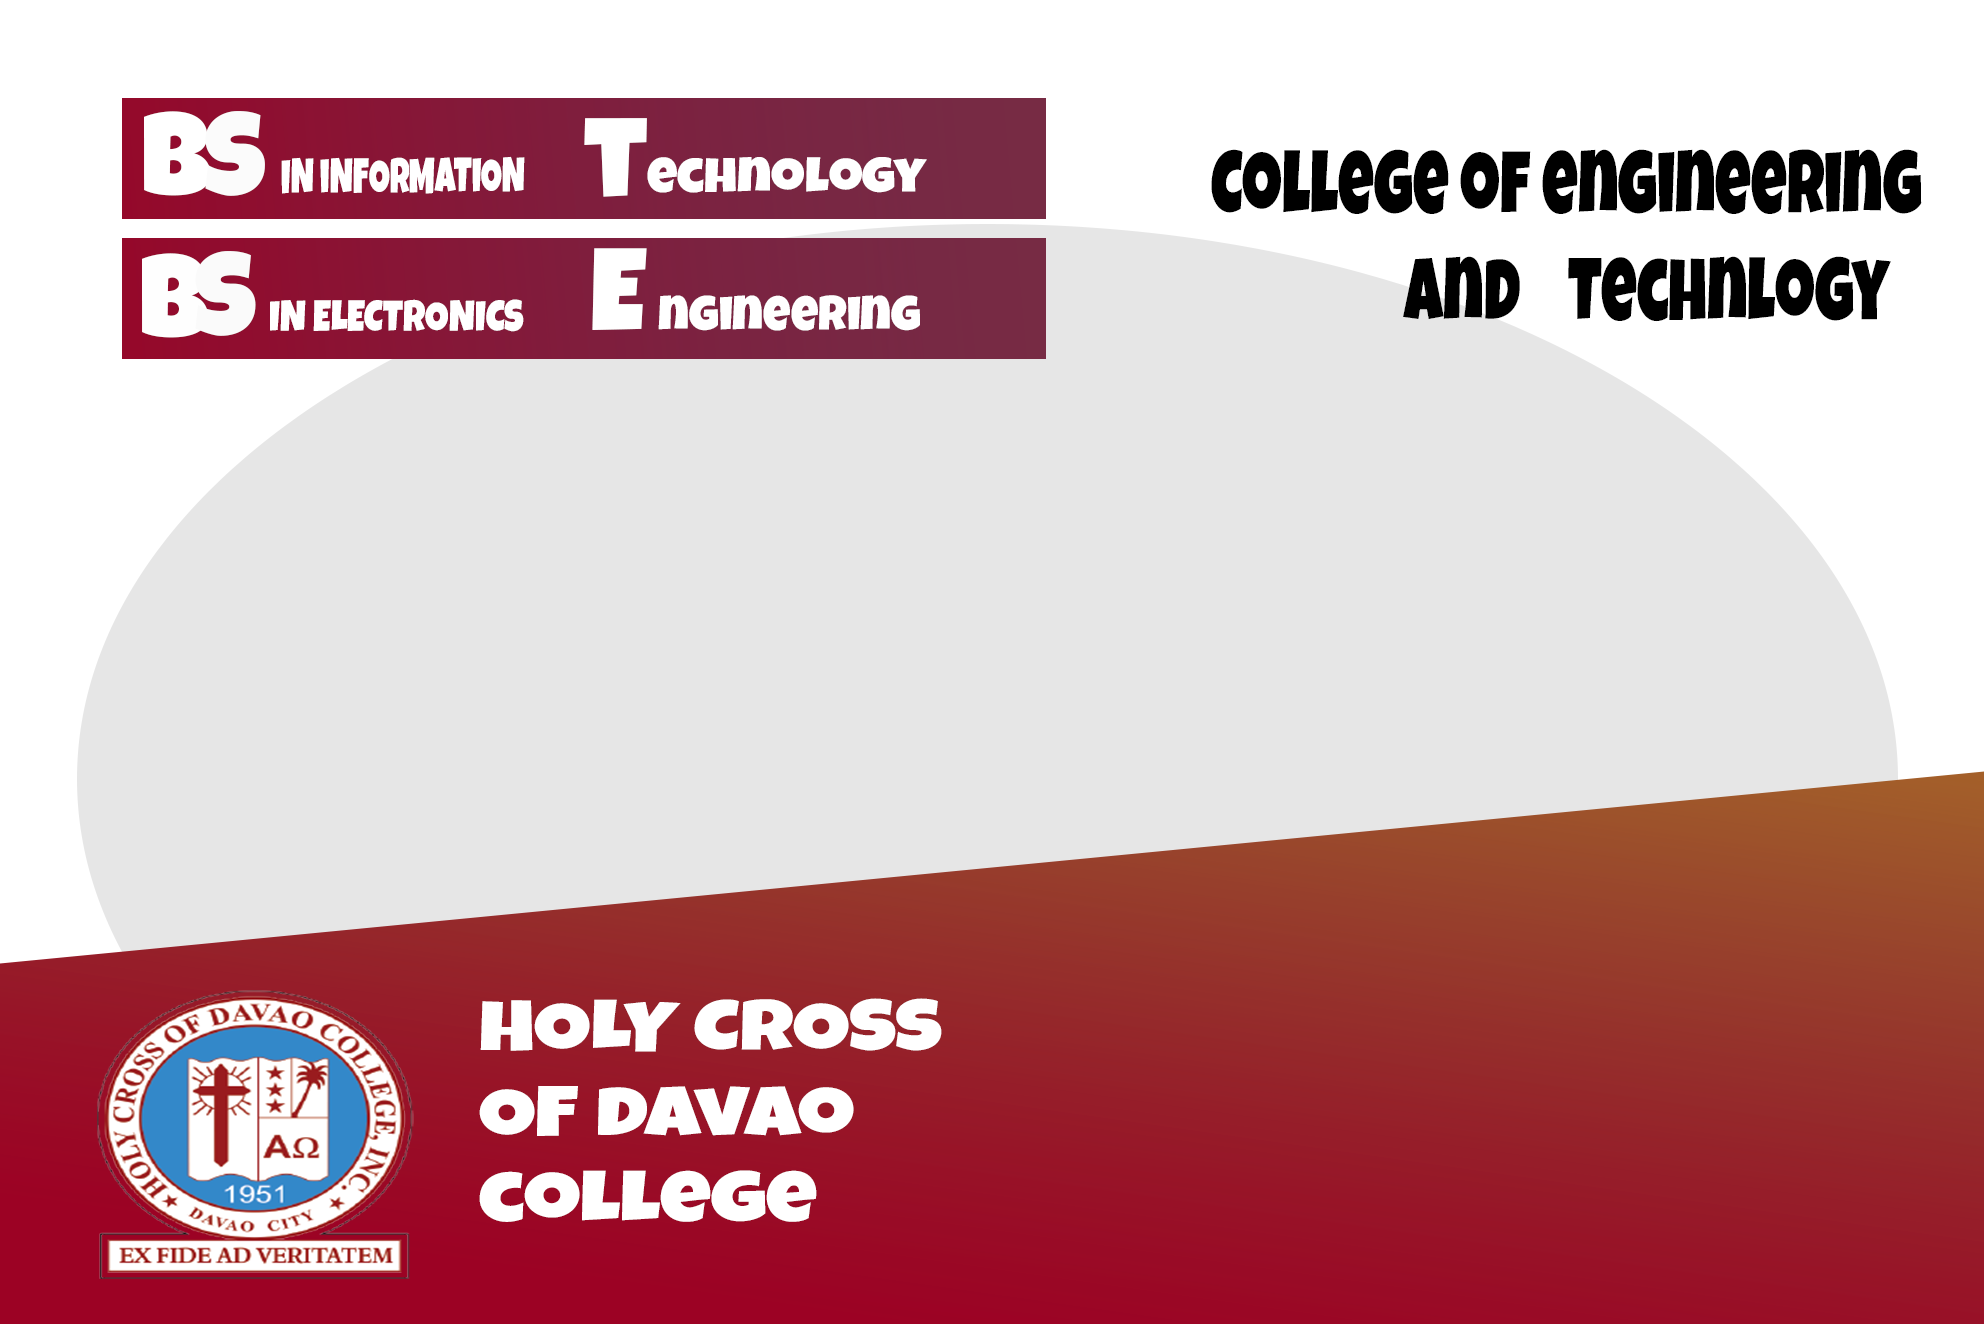 BS IN INFORMATION TECHNOLOGY
BS IN ELECTRONICS ENGINEERING
COLLEGE OF ENGINEERING
AND TECHNLOGY
HOLY CROSS
OF DAVAO
COLLEGE
HOLY CROSS OF DAVAO COLLEGE, INC.
ΑΩ
1951
DAVAO CITY
EX FIDE AD VERITATEM